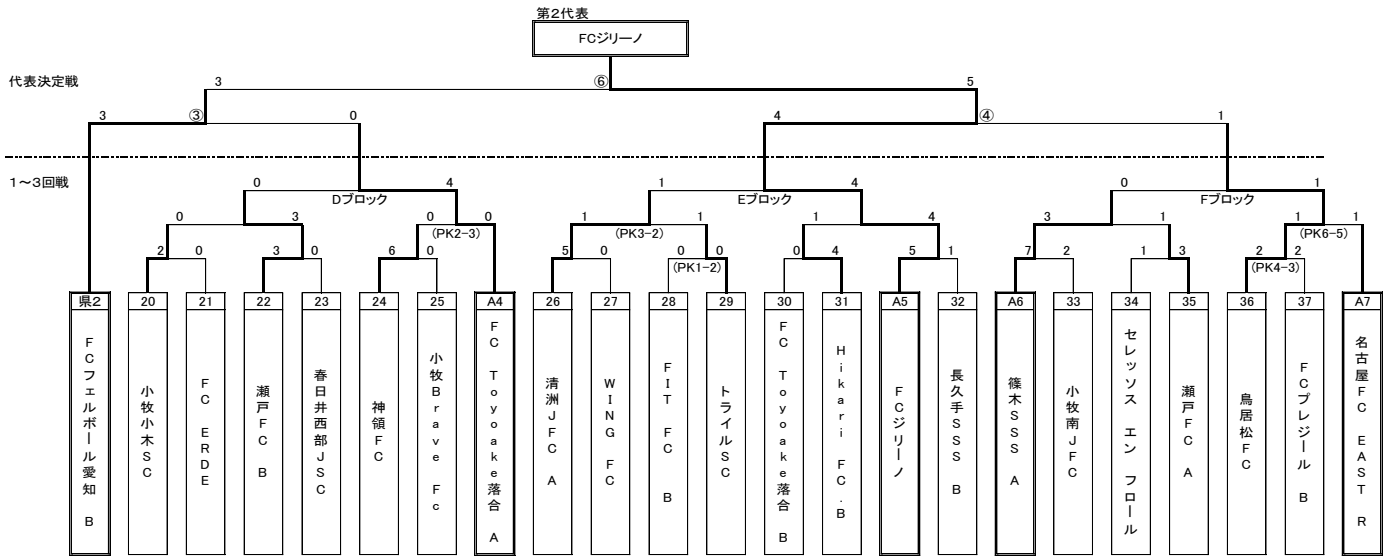 第2代表
FCジリーノ
代表決定戦
3 ⑥ 5
3 ③ 0 4 ④ 1
1～3回戦
0 4 1 4 0 1
Dブロック Eブロック Fブロック
0 3 0 0 1 1 1 4 3 1 1 1
(PK2-3) (PK3-2) (PK6-5)
2 0 3 0 6 0 5 0 0 0 0 4 5 1 7 2 1 3 2 2
(PK1-2) (PK4-3)
県2 20 21 22 23 24 25 A4 26 27 28 29 30 31 A5 32 A6 33 34 35 36 37 A7
FCフェルボール愛知 B
小牧小木SC
FC ERDE
瀬戸FC B
春日井西部JSC
神領FC
小牧Brave Fc
FC Toyoake落合 A
清洲JFC A
WING FC
FIT FC B
トライルSC
FC Toyoake落合 B
Hikari FC.B
FCジリーノ
長久手SSS B
篠木SSS A
小牧南JFC
セレッソス エン フロール
瀬戸FC A
鳥居松FC
FCプレジール B
名古屋FC EAST R